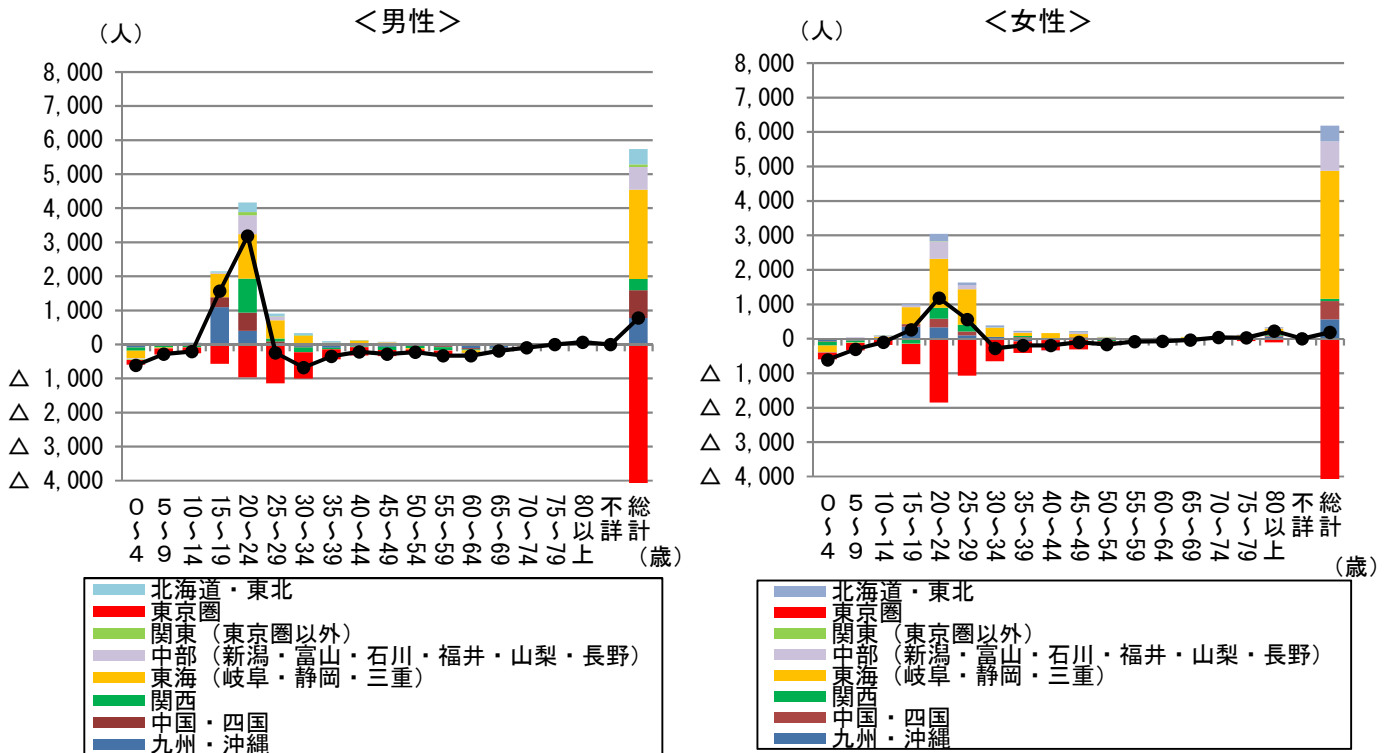 ＜男性＞
（人）
8,000
7,000
6,000
5,000
4,000
3,000
2,000
1,000
0
△ 1,000
△ 2,000
△ 3,000
△ 4,000
0～4
5～9
10～14
15～19
20～24
25～29
30～34
35～39
40～44
45～49
50～54
55～59
60～64
65～69
70～74
75～79
80以上
不詳
総計
（歳）
北海道・東北
東京圏
関東（東京圏以外）
中部（新潟・富山・石川・福井・山梨・長野）
東海（岐阜・静岡・三重）
関西
中国・四国
九州・沖縄
＜女性＞
（人）
8,000
7,000
6,000
5,000
4,000
3,000
2,000
1,000
0
△ 1,000
△ 2,000
△ 3,000
△ 4,000
0～4
5～9
10～14
15～19
20～24
25～29
30～34
35～39
40～44
45～49
50～54
55～59
60～64
65～69
70～74
75～79
80以上
不詳
総計
（歳）
北海道・東北
東京圏
関東（東京圏以外）
中部（新潟・富山・石川・福井・山梨・長野）
東海（岐阜・静岡・三重）
関西
中国・四国
九州・沖縄